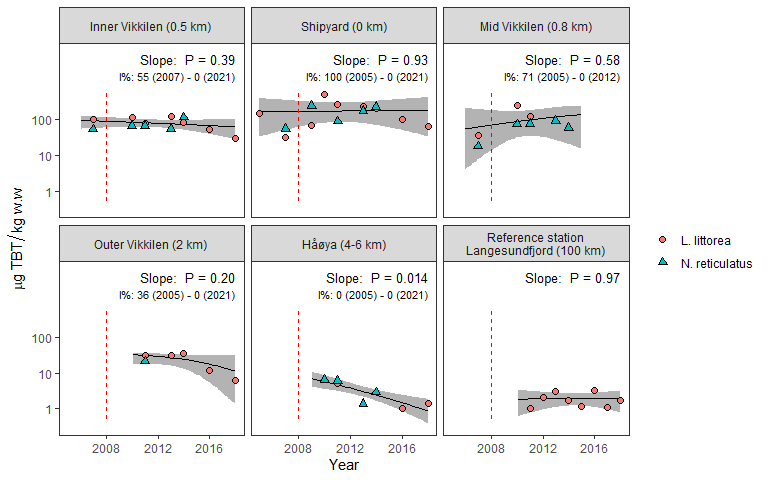 Inner Vikkilen (0.5 km)
Shipyard (0 km)
Mid Vikkilen (0.8 km)
Slope: P = 0.39
I%: 55 (2007) - 0 (2021)
Slope: P = 0.93
I%: 100 (2005) - 0 (2021)
Slope: P = 0.58
I%: 71 (2005) - 0 (2012)
100
10
1
Outer Vikkilen (2 km)
Håøya (4-6 km)
Reference station
Langesundfjord (100 km)
Slope: P = 0.20
I%: 36 (2005) - 0 (2021)
Slope: P = 0.014
I%: 0 (2005) - 0 (2021)
Slope: P = 0.97
100
10
1
2008 2012 2016
2008 2012 2016
2008 2012 2016
Year
µg TBT/kg w.w
L. littorea
N. reticulatus